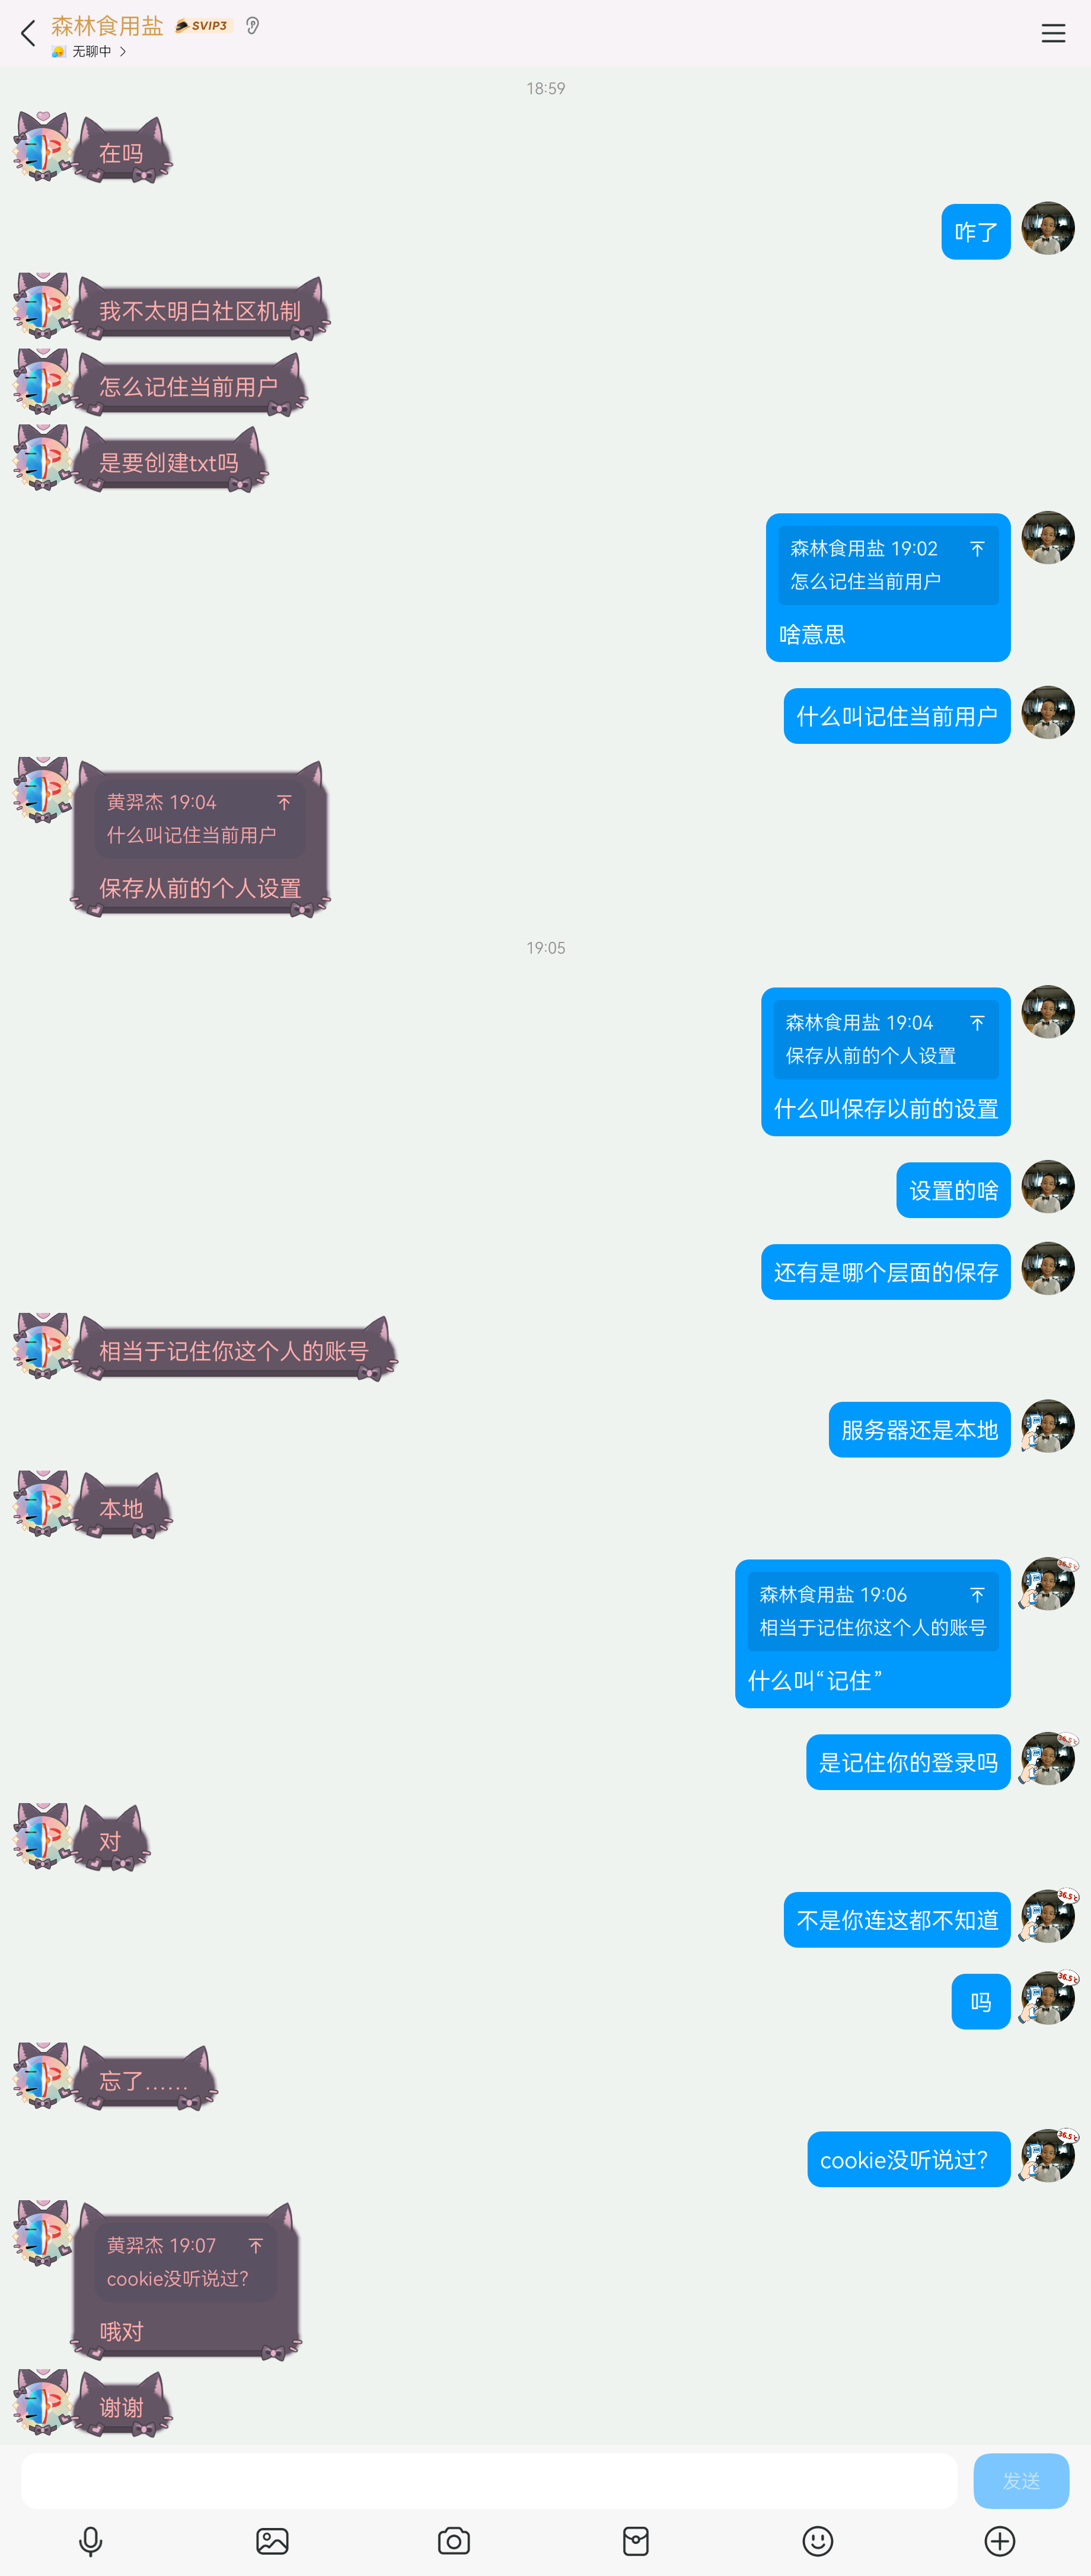 森林食用盐 SVIP3
无聊中
18:59
在吗
咋了
我不太明白社区机制
怎么记住当前用户
是要创建txt吗
森林食用盐 19:02
怎么记住当前用户
啥意思
什么叫记住当前用户
黄羿杰 19:04
什么叫记住当前用户
保存从前的个人设置
19:05
森林食用盐 19:04
保存从前的个人设置
什么叫保存以前的设置
设置的啥
还有是哪个层面的保存
相当于记住你这个人的账号
服务器还是本地
本地
36.5℃
森林食用盐 19:06
相当于记住你这个人的账号
什么叫“记住”
36.5℃
是记住你的登录吗
对
36.5℃
不是你连这都不知道
36.5℃
吗
忘了……
36.5℃
cookie没听说过？
黄羿杰 19:07
cookie没听说过？
哦对
谢谢
发送